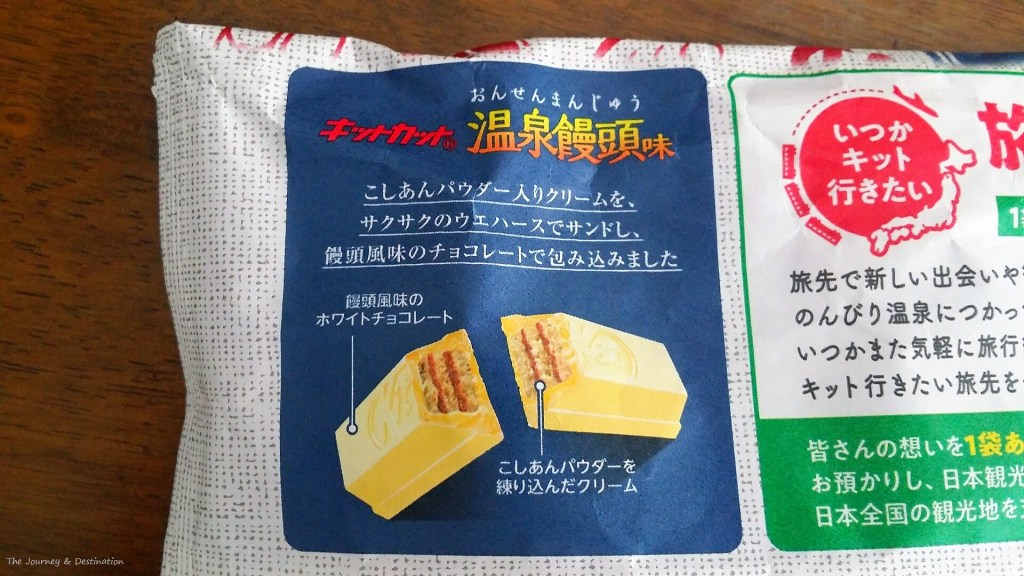 おんせんまんじゅう
キットカット® 温泉饅頭味
こしあんパウダー入りクリームを、
サクサクのウエハースでサンドし、
饅頭風味のチョコレートで包み込みました
饅頭風味の
ホワイトチョコレート
こしあんパウダーを
練り込んだクリーム
いつか
キット
行きたい
旅
旅先で新しい出会いや
のんびり温泉につかっ
いつかまた気軽に旅行
キット行きたい旅先を
皆さんの想いを1袋あ
お預かりし、日本観光
日本全国の観光地を
The Journey & Destination